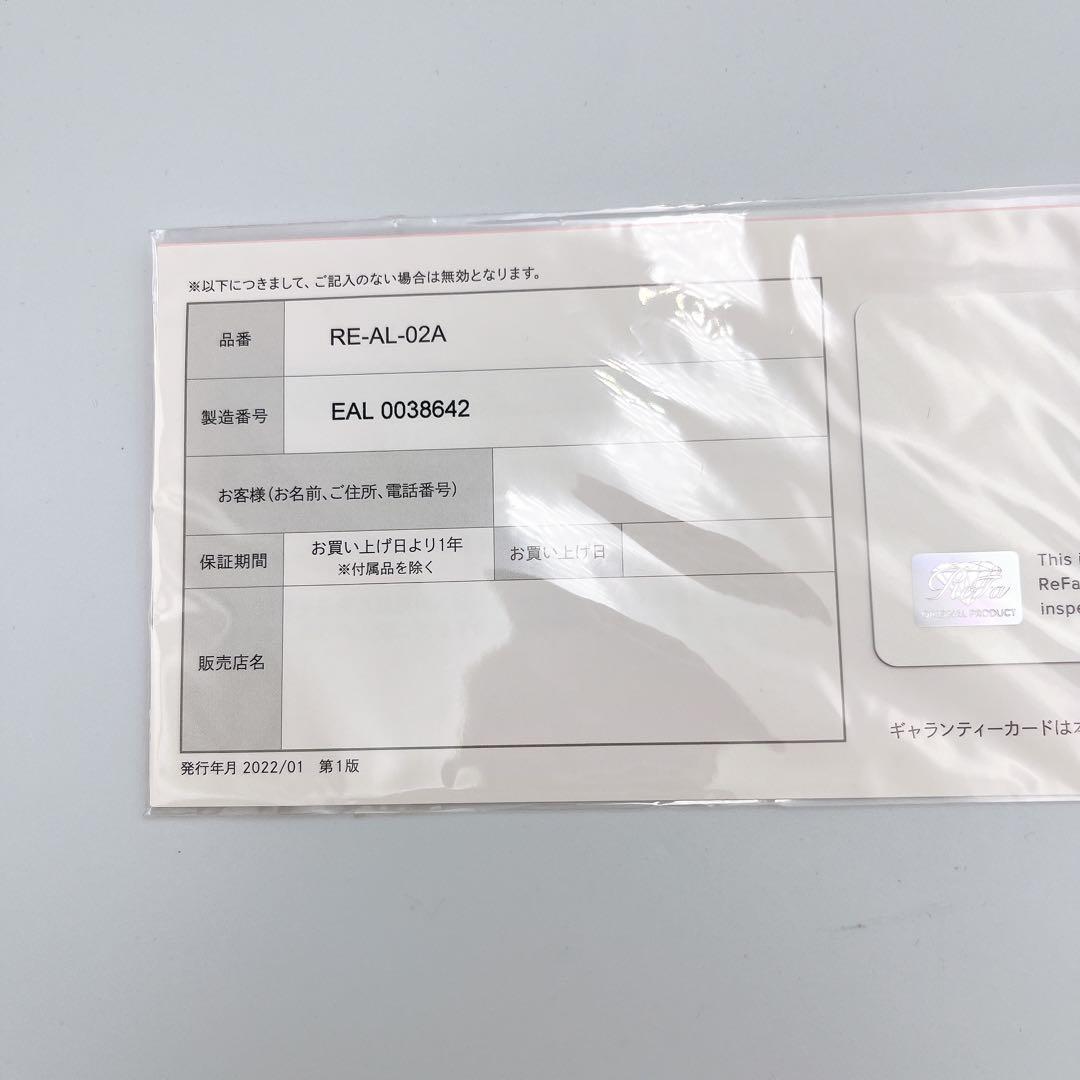 ※以下につきまして、ご記入のない場合は無効となります。
品番 RE-AL-02A
製造番号 EAL 0038642
お客様(お名前、ご住所、電話番号)
保証期間 お買い上げ日より1年 お買い上げ日
※付属品を除く
販売店名
発行年月 2022/01 第1版
ReFa
ORIGINAL PRODUCT
This
ReFa
inspe
ギャランティーカードは